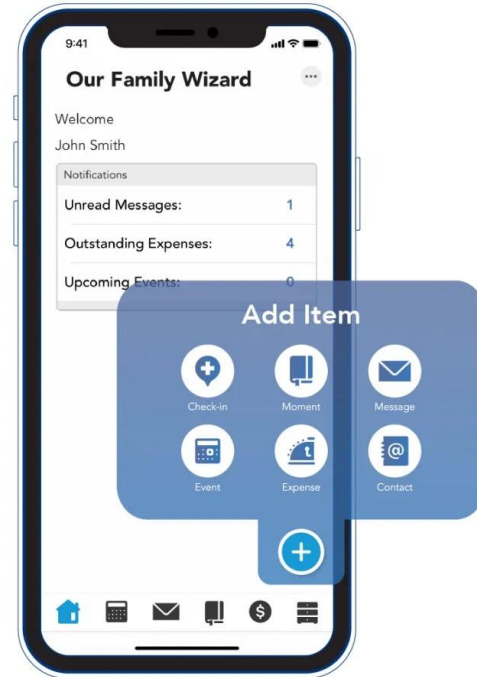 9:41
Our Family Wizard
Welcome
John Smith
Notifications
Unread Messages: 1
Outstanding Expenses: 4
Upcoming Events: 0
Add Item
Check-in Moment Message
Event Expense Contact